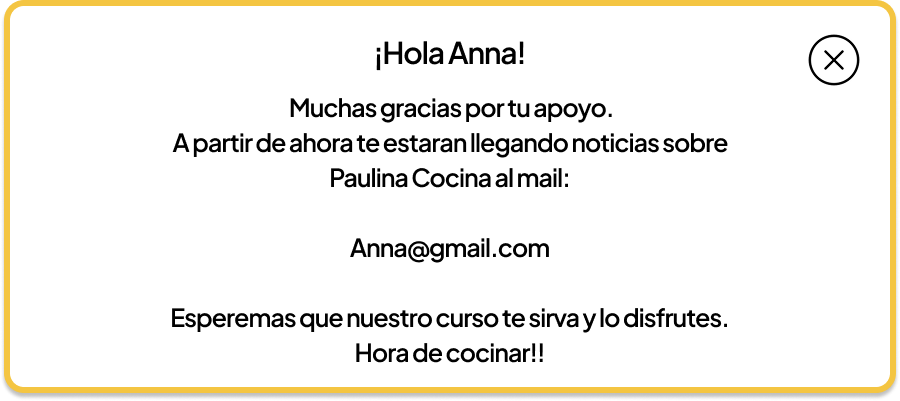 ¡Hola Anna!
Muchas gracias por tu apoyo.
A partir de ahora te estaran llegando noticias sobre
Paulina Cocina al mail:
Anna@gmail.com
Esperemas que nuestro curso te sirva y lo disfrutes.
Hora de cocinar!!